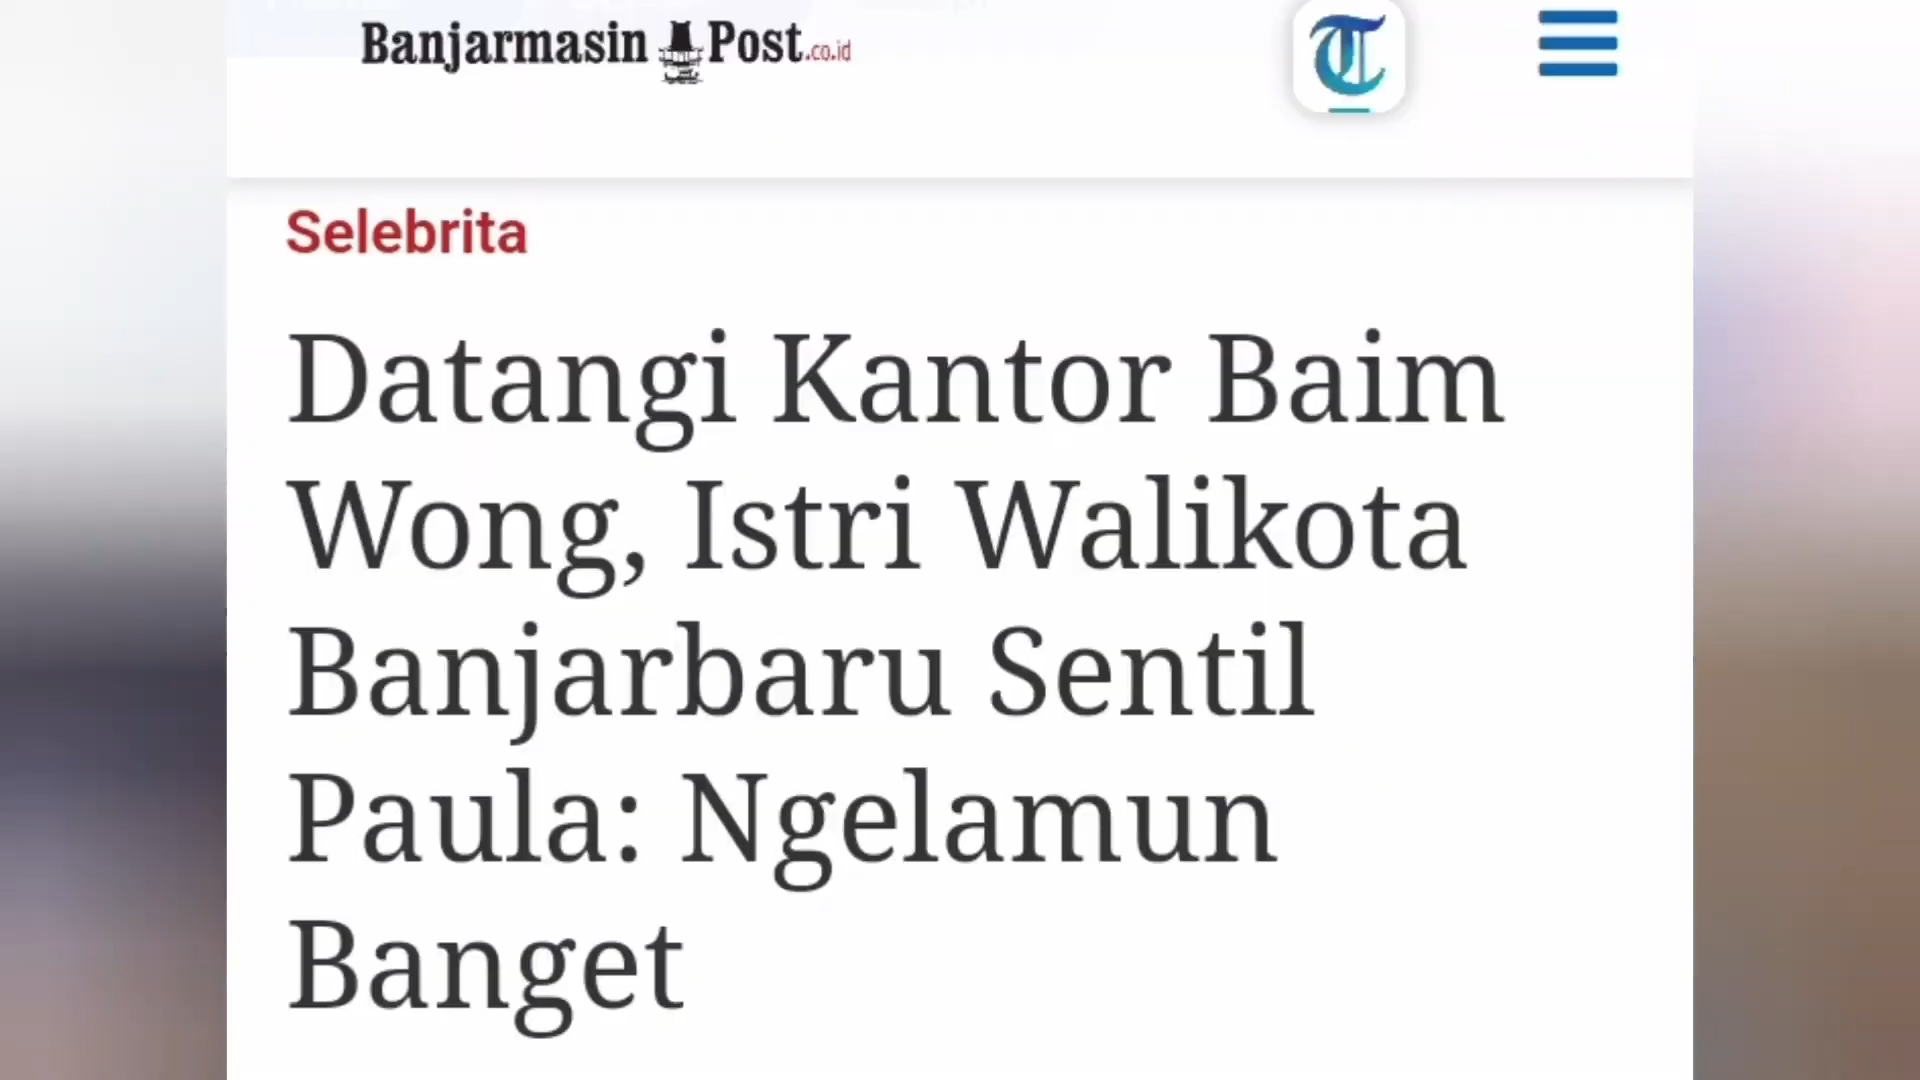 Banjarmasin Post.co.id
Selebrita
Datangi Kantor Baim
Wong, Istri Walikota
Banjarbaru Sentil
Paula: Ngelamun
Banget